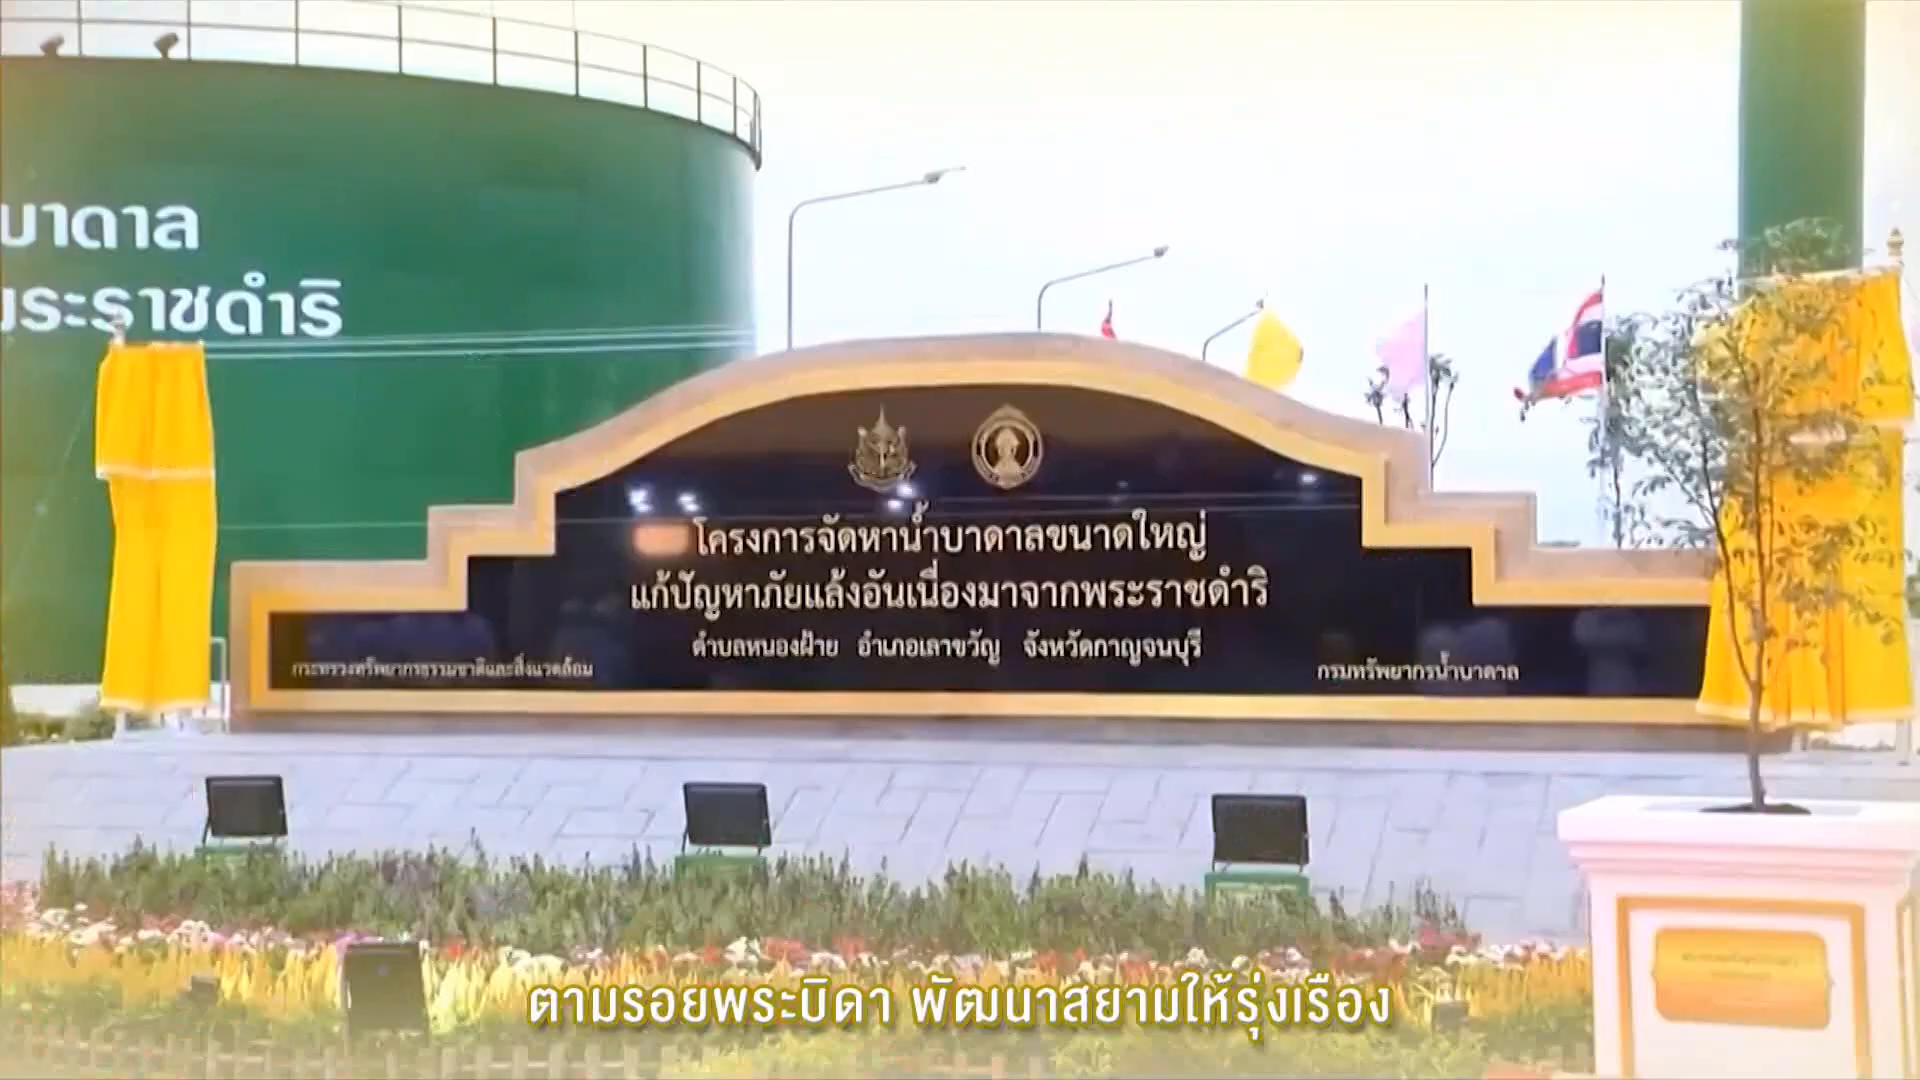 บาดาล
พระราชดำริ
โครงการจัดหาน้ำบาดาลขนาดใหญ่
แก้ปัญหาภัยแล้งอันเนื่องมาจากพระราชดำริ
ตำบลหนองฝ้าย อำเภอเลาขวัญ จังหวัดกาญจนบุรี
กระทรวงทรัพยากรธรรมชาติและสิ่งแวดล้อม
กรมทรัพยากรน้ำบาดาล
ตามรอยพระบิดา พัฒนาสยามให้รุ่งเรือง